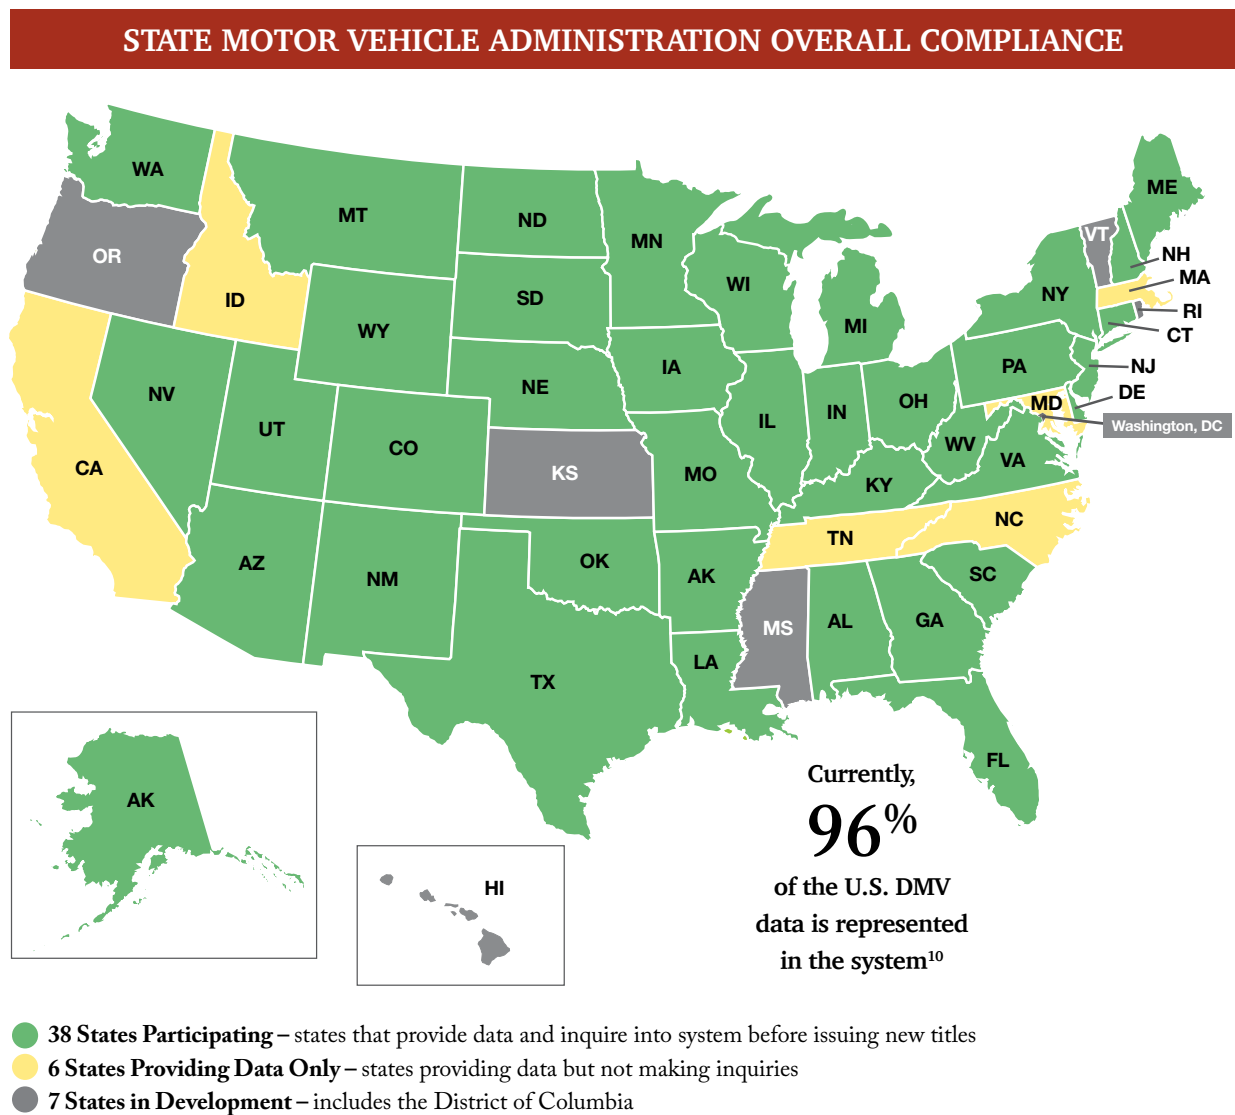 STATE MOTOR VEHICLE ADMINISTRATION OVERALL COMPLIANCE
WA
MT
ND
MN
ME
OR
ID
SD
WI
VT
NH
MA
NY
RI
CT
WY
MI
IA
PA
NJ
NV
NE
DE
MD
OH
IN
IL
UT
CO
Washington, DC
CA
KS
MO
WV
VA
KY
NC
TN
AZ
NM
OK
AK
SC
MS
AL
GA
LA
TX
FL
AK
HI
Currently,
96%
of the U.S. DMV
data is represented
in the system10
38 States Participating – states that provide data and inquire into system before issuing new titles
6 States Providing Data Only – states providing data but not making inquiries
7 States in Development – includes the District of Columbia